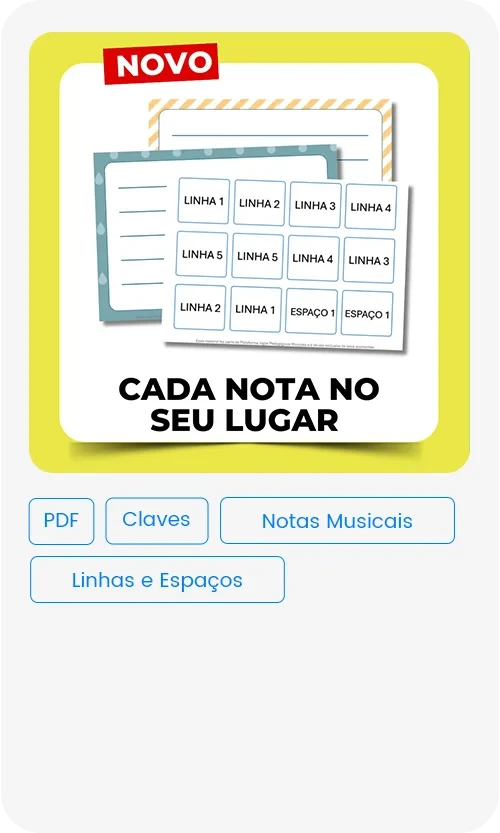 NOVO
LINHA 1 LINHA 2 LINHA 3 LINHA 4
LINHA 5 LINHA 5 LINHA 4 LINHA 3
LINHA 2 LINHA 1 ESPAÇO 1 ESPAÇO 1
CADA NOTA NO
SEU LUGAR
PDF Claves Notas Musicais
Linhas e Espaços